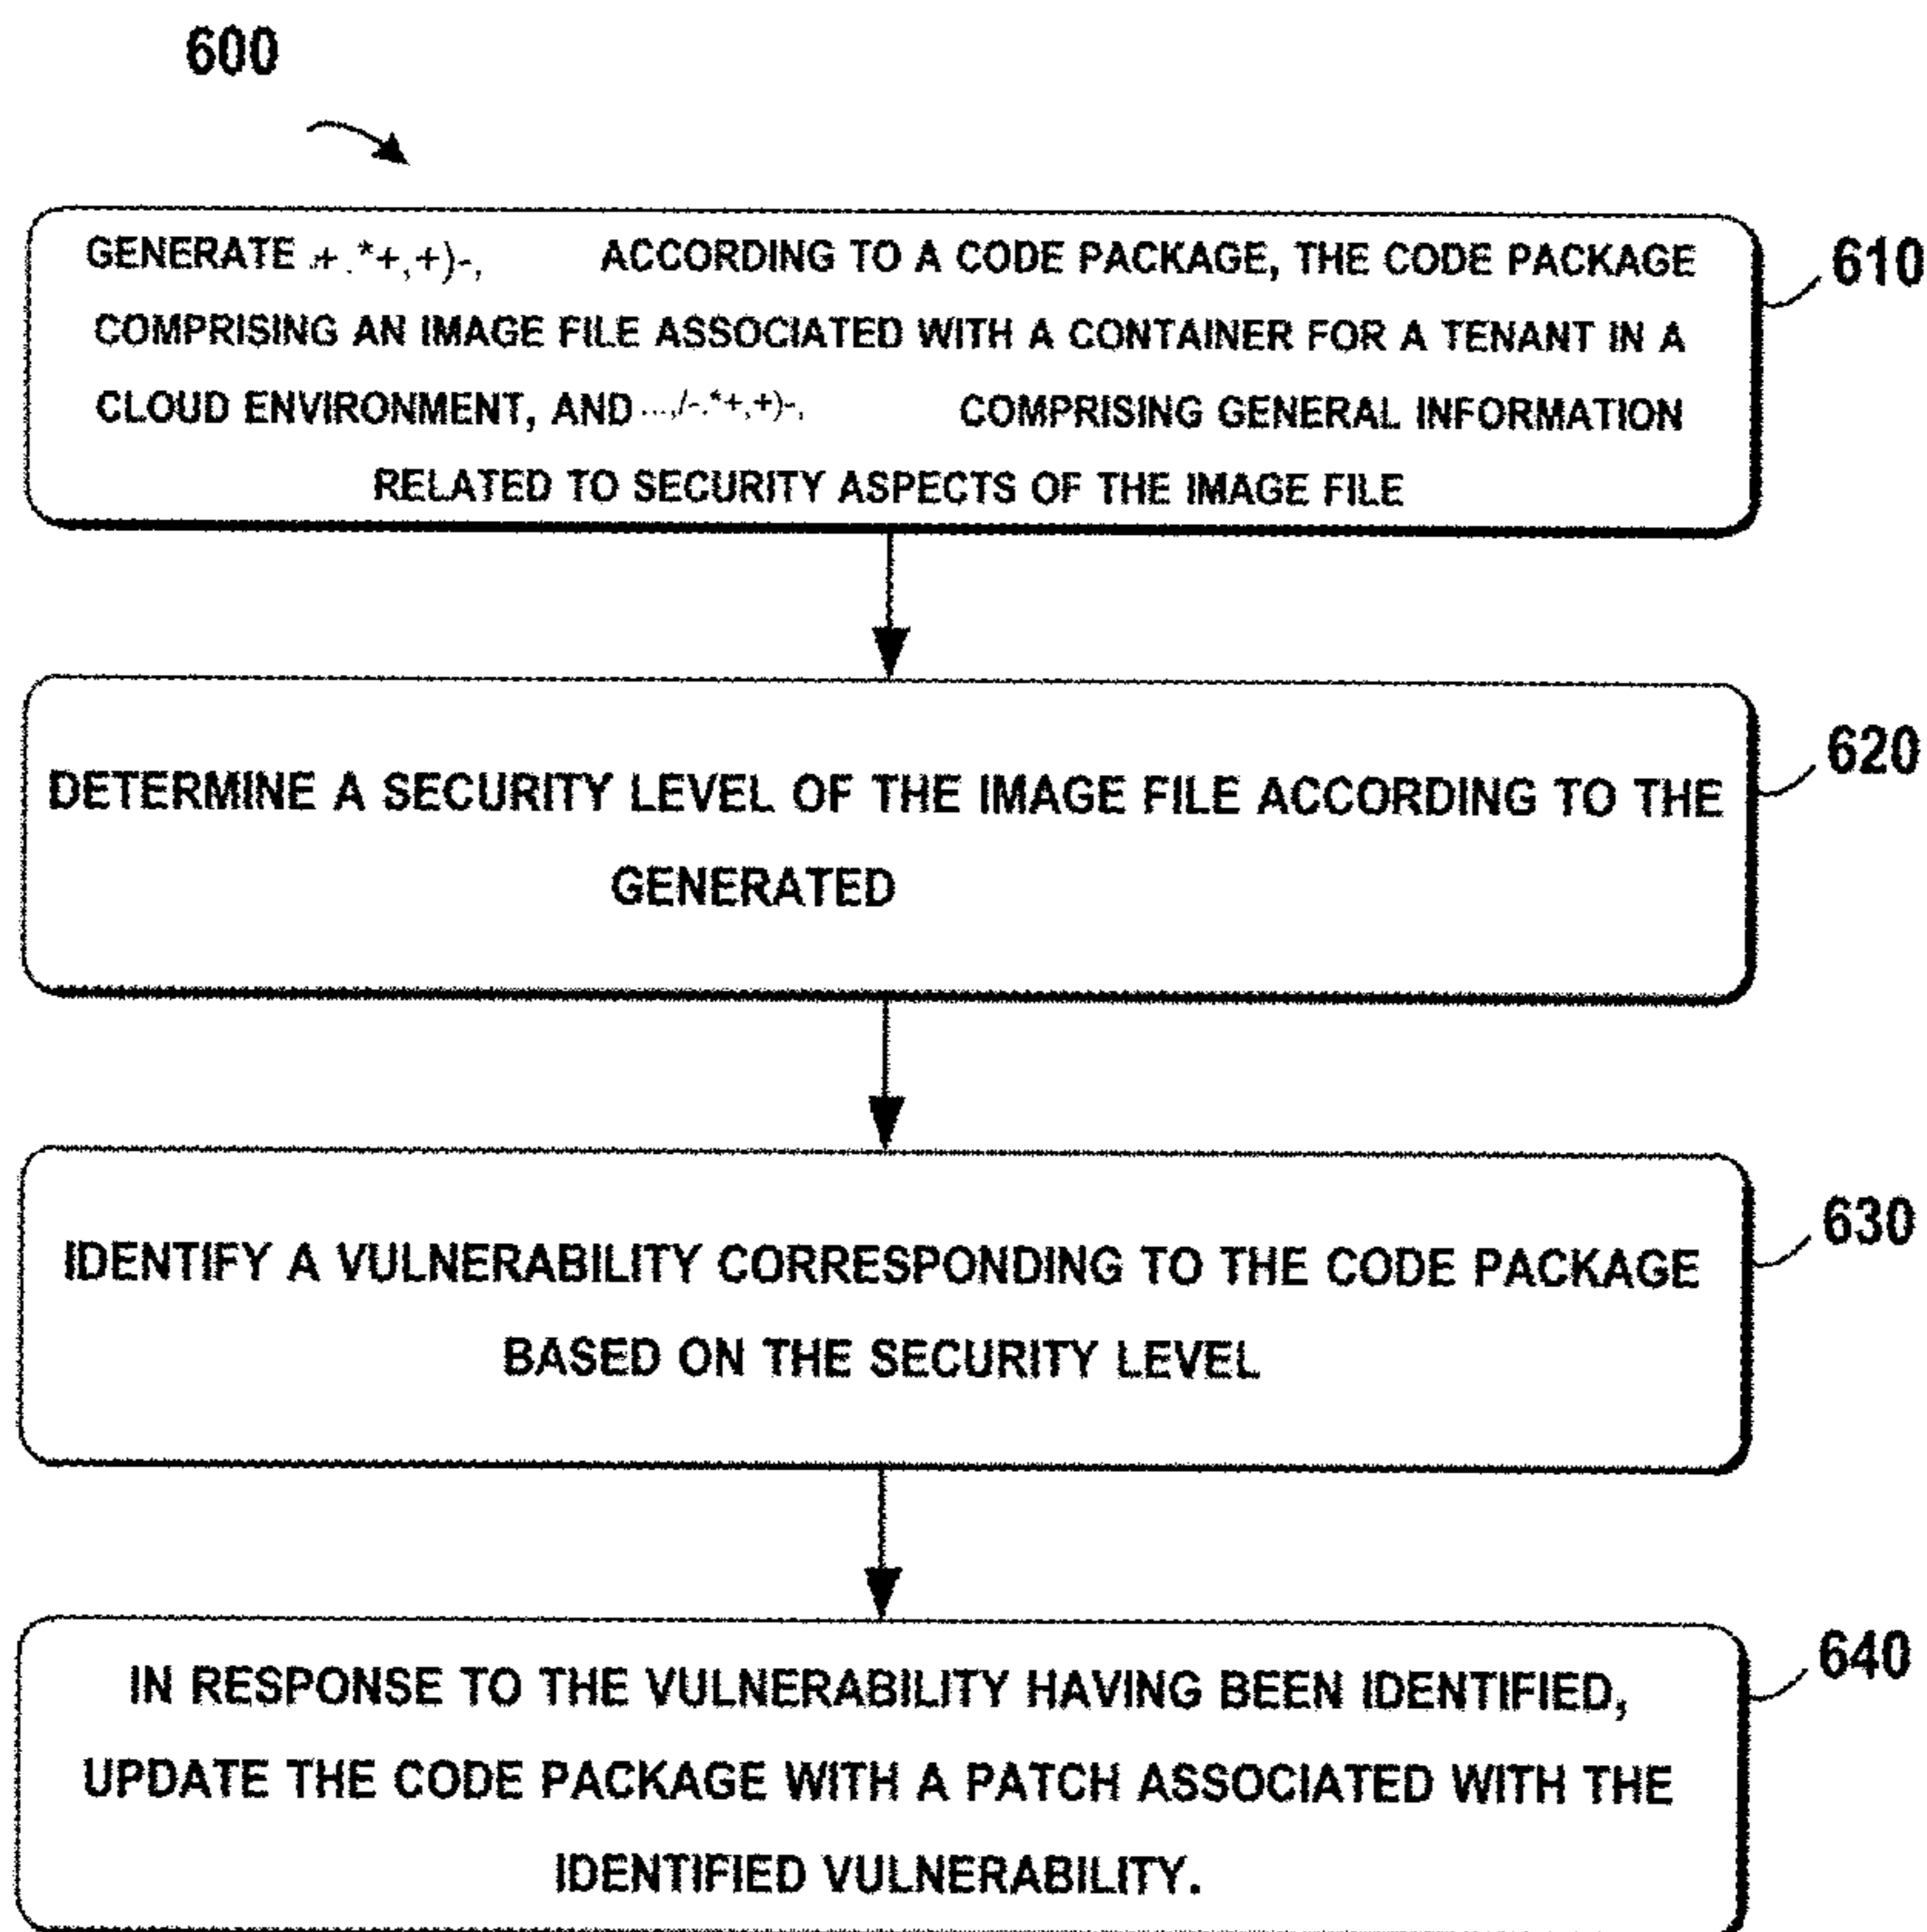 600
GENERATE ACCORDING TO A CODE PACKAGE, THE CODE PACKAGE
610
COMPRISING AN IMAGE FILE ASSOCIATED WITH A CONTAINER FOR A TENANT IN A
CLOUD ENVIRONMENT, AND COMPRISING GENERAL INFORMATION
RELATED TO SECURITY ASPECTS OF THE IMAGE FILE
DETERMINE A SECURITY LEVEL OF THE IMAGE FILE ACCORDING TO THE
620
GENERATED
IDENTIFY A VULNERABILITY CORRESPONDING TO THE CODE PACKAGE
630
BASED ON THE SECURITY LEVEL
IN RESPONSE TO THE VULNERABILITY HAVING BEEN IDENTIFIED,
640
UPDATE THE CODE PACKAGE WITH A PATCH ASSOCIATED WITH THE
IDENTIFIED VULNERABILITY.